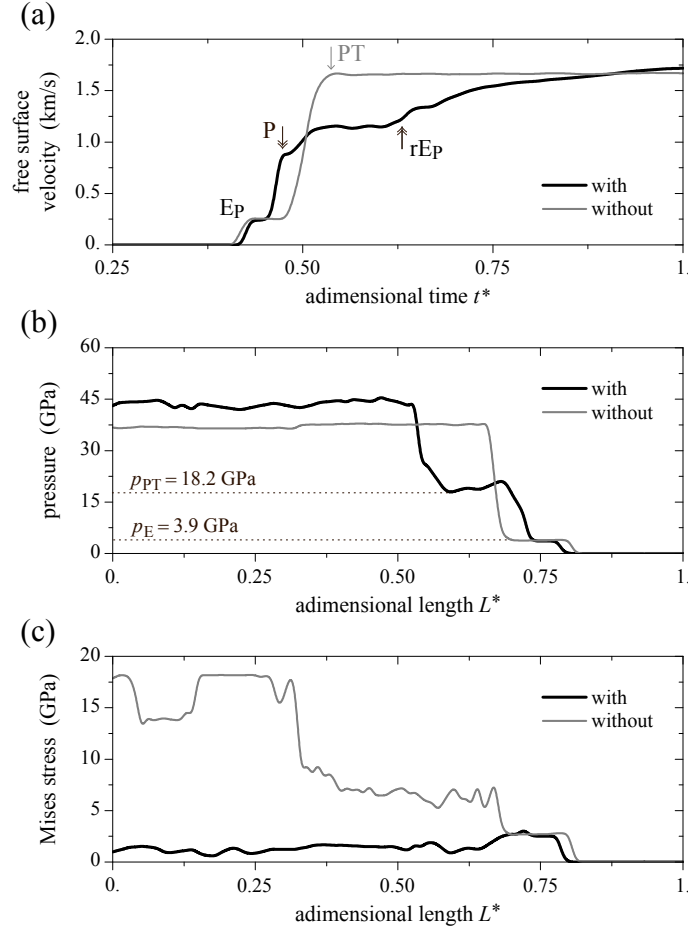 (a)
2.0
1.5
1.0
0.5
0.
free surface
velocity (km/s)
PT
P
rEP
EP
with
without
0.25
0.50
0.75
1.
adimensional time t*
(b)
60
45
30
15
0
pressure (GPa)
with
without
pPT = 18.2 GPa
pE = 3.9 GPa
0.
0.25
0.50
0.75
1.
adimensional length L*
(c)
20
15
10
5
0
Mises stress (GPa)
with
without
0.
0.25
0.50
0.75
1.
adimensional length L*